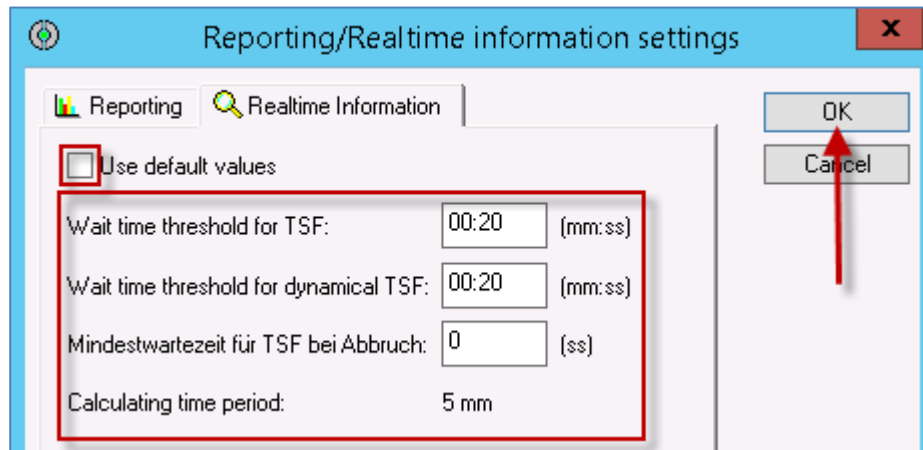 Reporting/Realtime information settings x
Reporting Realtime Information
OK
Use default values
Cancel
Wait time threshold for TSF: 00:20 (mm:ss)
Wait time threshold for dynamical TSF: 00:20 (mm:ss)
Mindestwartezeit für TSF bei Abbruch: 0 (ss)
Calculating time period: 5 mm